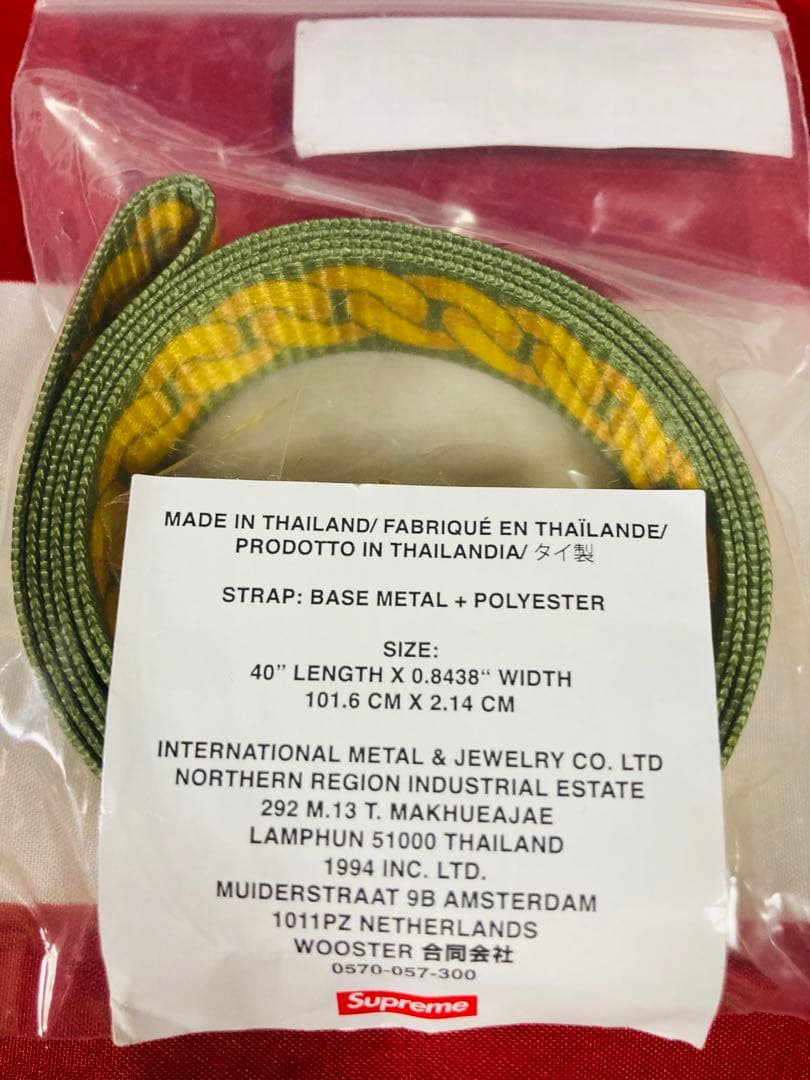 MADE IN THAILAND/ FABRIQUÉ EN THAÏLANDE/
PRODOTTO IN THAILANDIA/ タイ製
STRAP: BASE METAL + POLYESTER
SIZE:
40” LENGTH X 0.8438“ WIDTH
101.6 CM X 2.14 CM
INTERNATIONAL METAL & JEWELRY CO. LTD
NORTHERN REGION INDUSTRIAL ESTATE
292 M.13 T. MAKHUEAJAE
LAMPHUN 51000 THAILAND
1994 INC. LTD.
MUIDERSTRAAT 9B AMSTERDAM
1011PZ NETHERLANDS
WOOSTER 合同会社
0570-057-300
Supreme